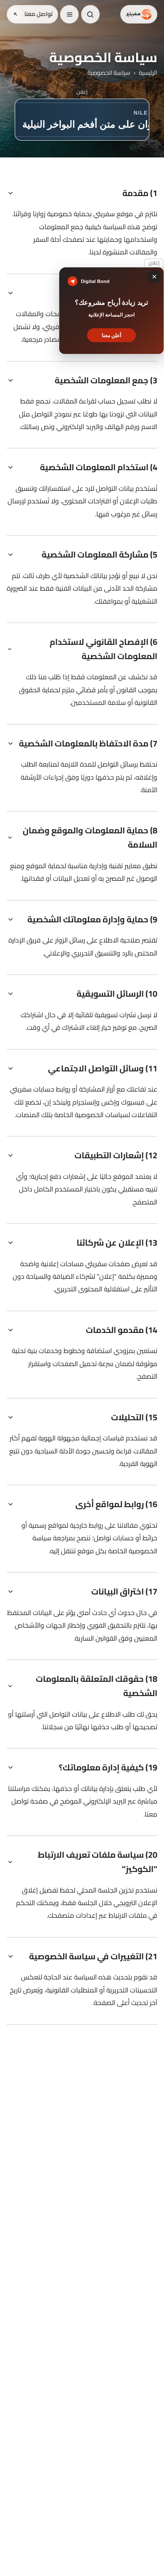 سفريتي
تواصل معنا
سياسة الخصوصية
الرئيسية › سياسة الخصوصية
إعلان
NILE
ان على متن أفخم البواخر النيلية
1) مقدمة
نلتزم في موقع سفريتي بحماية خصوصية زوارنا وقرائنا.
توضح هذه السياسة كيفية جمع المعلومات
واستخدامها وحمايتها عند تصفحك أدلة السفر
والمقالات المنشورة لدينا.
إعلان
Digital Bond
تريد زيادة أرباح مشروعك؟
احجز المساحة الإعلانية
أعلن معنا
3) جمع المعلومات الشخصية
لا نطلب تسجيل حساب لقراءة المقالات. نجمع فقط
البيانات التي تزودنا بها طوعًا عبر نموذج التواصل مثل
الاسم ورقم الهاتف والبريد الإلكتروني ونص رسالتك.
4) استخدام المعلومات الشخصية
نستخدم بيانات التواصل للرد على استفساراتك وتنسيق
طلبات الإعلان أو اقتراحات المحتوى، ولا تُستخدم لإرسال
رسائل غير مرغوب فيها.
5) مشاركة المعلومات الشخصية
نحن لا نبيع أو نؤجر بياناتك الشخصية لأي طرف ثالث. تتم
مشاركة الحد الأدنى من البيانات الفنية فقط عند الضرورة
التشغيلية أو بموافقتك.
6) الإفصاح القانوني لاستخدام
المعلومات الشخصية
قد نكشف عن المعلومات فقط إذا طُلب منا ذلك
بموجب القانون أو بأمر قضائي ملزم لحماية الحقوق
القانونية أو سلامة المستخدمين.
7) مدة الاحتفاظ بالمعلومات الشخصية
نحتفظ برسائل التواصل للمدة اللازمة لمتابعة الطلب
وإغلاقه، ثم يتم حذفها دوريًا وفق إجراءات الأرشفة
الآمنة.
8) حماية المعلومات والموقع وضمان
السلامة
نطبق معايير تقنية وإدارية مناسبة لحماية الموقع ومنع
الوصول غير المصرح به أو تعديل البيانات أو فقدانها.
9) حماية وإدارة معلوماتك الشخصية
تقتصر صلاحية الاطلاع على رسائل الزوار على فريق الإدارة
المختص بالرد والتنسيق التحريري والإعلاني.
10) الرسائل التسويقية
لا نرسل نشرات تسويقية تلقائية إلا في حال اشتراكك
الصريح، مع توفير خيار إلغاء الاشتراك في أي وقت.
11) وسائل التواصل الاجتماعي
عند تفاعلك مع أزرار المشاركة أو روابط حسابات سفريتي
على فيسبوك وإكس وإنستجرام ولينكد إن، تخضع تلك
التفاعلات لسياسات الخصوصية الخاصة بتلك المنصات.
12) إشعارات التطبيقات
لا يعتمد الموقع حاليًا على إشعارات دفع إجبارية؛ وأي
تنبيه مستقبلي يكون باختيار المستخدم الكامل داخل
المتصفح.
13) الإعلان عن شركائنا
تعرض صفحات سفريتي مساحات إعلانية واضحة
ومميزة بكلمة "إعلان" لشركاء الضيافة والسياحة دون
التأثير على استقلالية المحتوى التحريري.
14) مقدمو الخدمات
نستعين بمزودي استضافة وخطوط وخدمات بنية تحتية
موثوقة لضمان سرعة تحميل الصفحات واستقرار
التصفح.
15) التحليلات
قد نستخدم قياسات إجمالية مجهولة الهوية لفهم أكثر
المقالات قراءة وتحسين جودة الأدلة السياحية دون تتبع
الهوية الفردية.
16) روابط لمواقع أخرى
تحتوي مقالاتنا على روابط خارجية لمواقع رسمية أو
خرائط أو حسابات تواصل؛ ننصح بمراجعة سياسة
الخصوصية الخاصة بكل موقع تنتقل إليه.
17) اختراق البيانات
في حال حدوث أي حادث أمني يؤثر على البيانات المحتفظ
بها، نلتزم بالتحقيق الفوري وإخطار الجهات والأشخاص
المعنيين وفق القوانين السارية.
18) حقوقك المتعلقة بالمعلومات
الشخصية
يحق لك طلب الاطلاع على بيانات التواصل التي أرسلتها أو
تصحيحها أو طلب حذفها نهائيًا من سجلاتنا.
19) كيفية إدارة معلوماتك؟
لأي طلب يتعلق بإدارة بياناتك أو حذفها، يمكنك مراسلتنا
مباشرة عبر البريد الإلكتروني الموضح في صفحة تواصل
معنا.
20) سياسة ملفات تعريف الارتباط
"الكوكيز"
نستخدم تخزين الجلسة المحلي لحفظ تفضيل إغلاق
الإعلان الترويجي خلال الجلسة فقط، ويمكنك التحكم
في ملفات الارتباط عبر إعدادات متصفحك.
21) التغييرات في سياسة الخصوصية
قد نقوم بتحديث هذه السياسة عند الحاجة لتعكس
التحسينات التحريرية أو المتطلبات القانونية، ويُعرض تاريخ
آخر تحديث أعلى الصفحة.